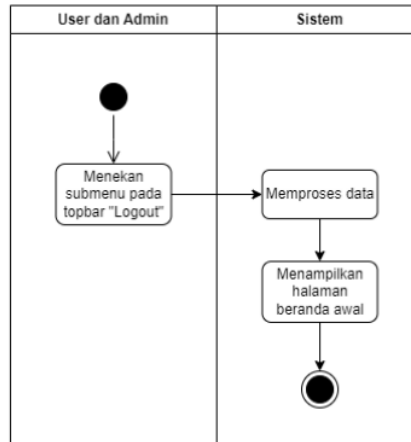 User dan Admin
Sistem
Menekan
submenu pada
topbar "Logout"
Memproses data
Menampilkan
halaman
beranda awal